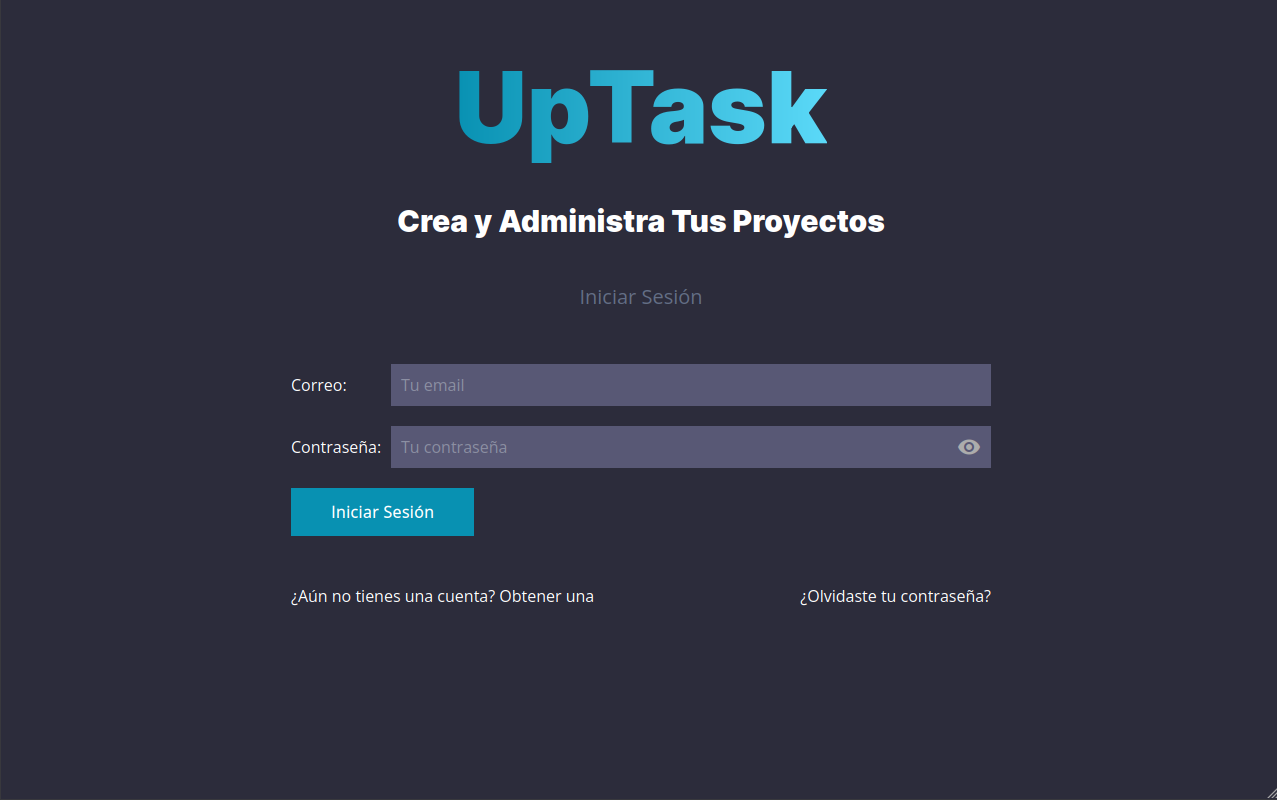 UpTask
Crea y Administra Tus Proyectos
Iniciar Sesión
Correo: Tu email
Contraseña: Tu contraseña
Iniciar Sesión
¿Aún no tienes una cuenta? Obtener una ¿Olvidaste tu contraseña?